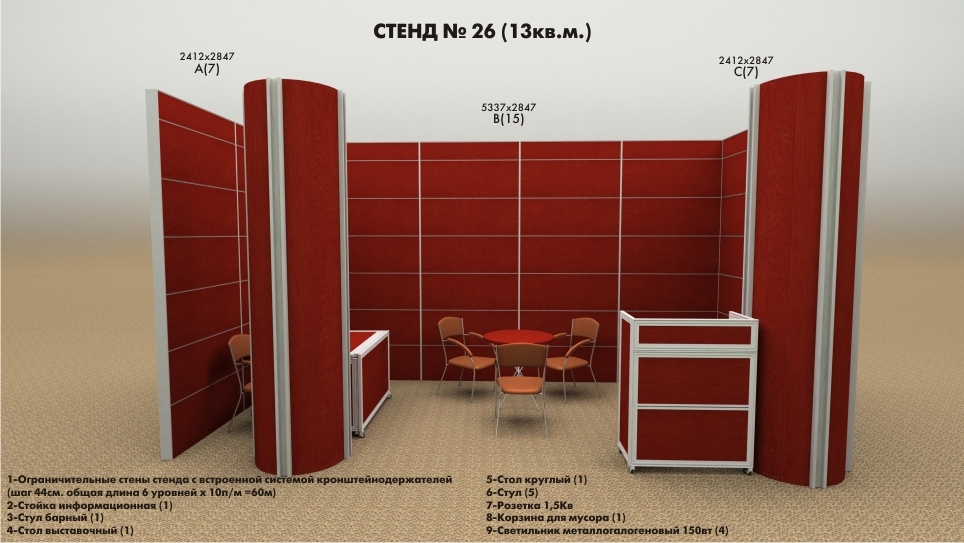 СТЕНД № 26 (13кв.м.)
2412x2847
A(7)
2412x2847
C(7)
5337x2847
B(15)
1-Ограничительные стены стенда с встроенной системой кронштейнодержателей
(шаг 44см. общая длина 6 уровней х 10п/м =60м)
2-Стойка информационная (1)
3-Стул барный (1)
4-Стол выставочный (1)
5-Стол круглый (1)
6-Стул (5)
7-Розетка 1,5Кв
8-Корзина для мусора (1)
9-Светильник металлогалогеновый 150вт (4)